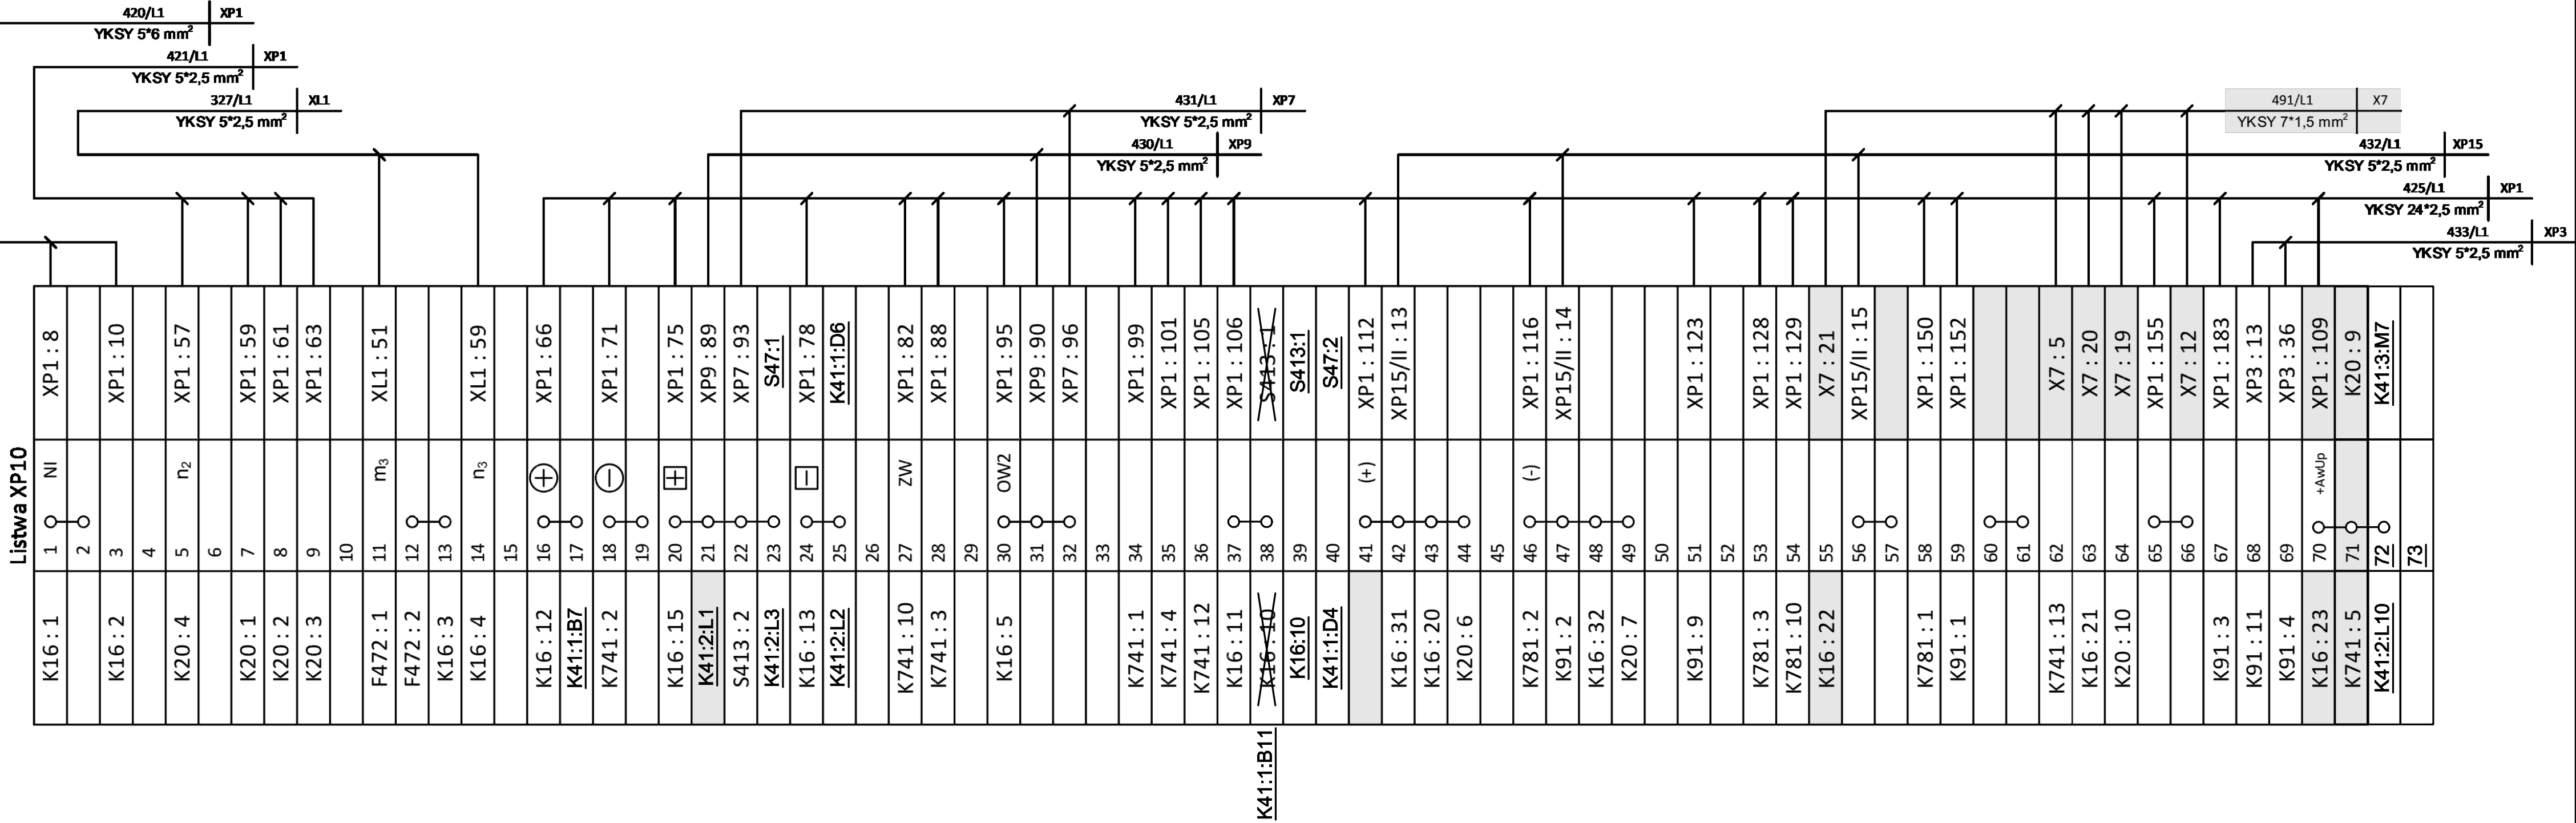 420/L1 XP1
YKSY 5*6 mm²
421/L1 XP1
YKSY 5*2,5 mm²
327/L1 XL1
YKSY 5*2,5 mm²
431/L1 XP7
YKSY 5*2,5 mm²
430/L1 XP9
YKSY 5*2,5 mm²
491/L1 X7
YKSY 7*1,5 mm²
432/L1 XP15
YKSY 5*2,5 mm²
425/L1 XP1
YKSY 24*2,5 mm²
433/L1 XP3
YKSY 5*2,5 mm²
Listwa XP10
XP1 : 8 NI 1 K16 : 1
2
XP1 : 10 3 K16 : 2
4
XP1 : 57 n₂ 5 K20 : 4
6
XP1 : 59 7 K20 : 1
XP1 : 61 8 K20 : 2
XP1 : 63 9 K20 : 3
10
XL1 : 51 m₃ 11 F472 : 1
12 F472 : 2
13 K16 : 3
XL1 : 59 n₃ 14 K16 : 4
15
XP1 : 66 + 16 K16 : 12
17 K41:1:B7
XP1 : 71 − 18 K741 : 2
19
XP1 : 75 + 20 K16 : 15
XP9 : 89 21 K41:2:L1
XP7 : 93 22 S413 : 2
S47:1 23 K41:2:L3
XP1 : 78 − 24 K16 : 13
K41:1:D6 25 K41:2:L2
26
XP1 : 82 ZW 27 K741 : 10
XP1 : 88 28 K741 : 3
29
XP1 : 95 OW2 30 K16 : 5
XP9 : 90 31
XP7 : 96 32
33
XP1 : 99 34 K741 : 1
XP1 : 101 35 K741 : 4
XP1 : 105 36 K741 : 12
XP1 : 106 37 K16 : 11
S413 : 1 38 K16 : 10 K41:1:B11
S413:1 39 K16:10
S47:2 40 K41:1:D4
XP1 : 112 (+) 41
XP15/II : 13 42 K16 : 31
43 K16 : 20
44 K20 : 6
45
XP1 : 116 (-) 46 K781 : 2
XP15/II : 14 47 K91 : 2
48 K16 : 32
49 K20 : 7
50
XP1 : 123 51 K91 : 9
52
XP1 : 128 53 K781 : 3
XP1 : 129 54 K781 : 10
X7 : 21 55 K16 : 22
XP15/II : 15 56
57
XP1 : 150 58 K781 : 1
XP1 : 152 59 K91 : 1
60
61
X7 : 5 62 K741 : 13
X7 : 20 63 K16 : 21
X7 : 19 64 K20 : 10
XP1 : 155 65
X7 : 12 66
XP1 : 183 67 K91 : 3
XP3 : 13 68 K91 : 11
XP3 : 36 69 K91 : 4
XP1 : 109 +AwUp 70 K16 : 23
K20 : 9 71 K741 : 5
K41:3:M7 72 K41:2:L10
73